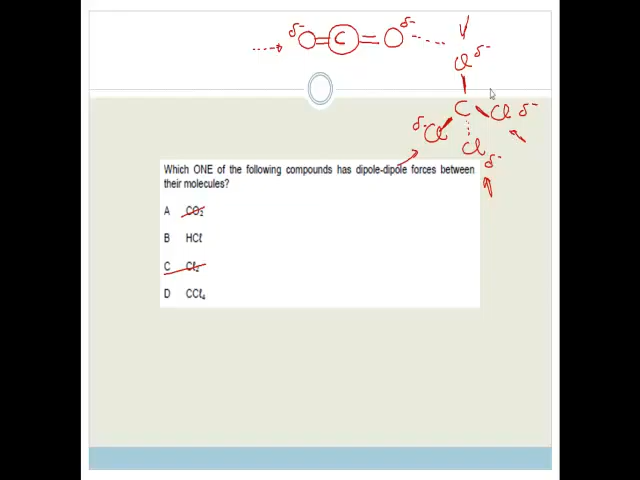 δ- O=C=O δ-
Cl δ-
C
δ- Cl
Cl δ-
Cl δ-
Which ONE of the following compounds has dipole-dipole forces between
their molecules?
A CO₂
B HCℓ
C Cℓ₂
D CCℓ₄